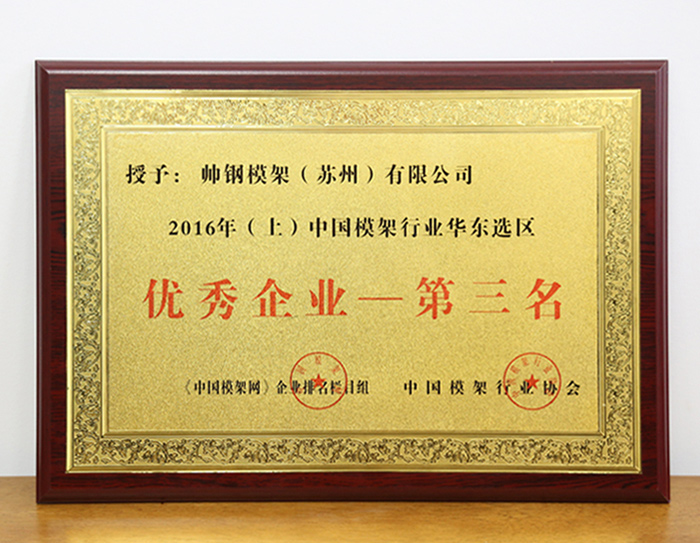 授予：帅钢模架（苏州）有限公司
2016年（上）中国模架行业华东选区
优秀企业—第三名
《中国模架网》企业排名栏目组 中国模架行业协会